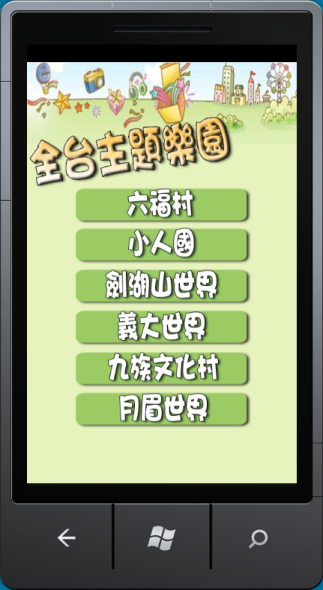 全台主題樂園
六福村
小人國
劍湖山世界
義大世界
九族文化村
月眉世界